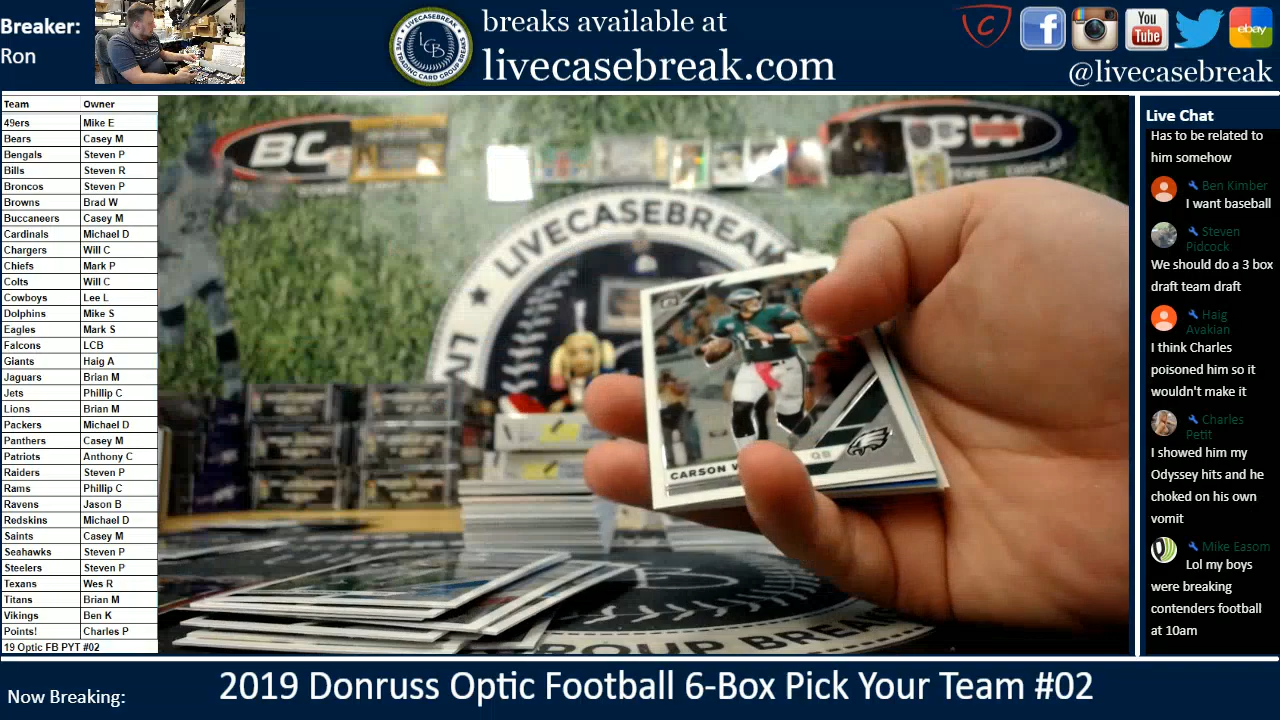 Breaker:
Ron
breaks available at
livecasebreak.com
LCB
You
Tube
ebay
@livecasebreak
Team Owner
49ers Mike E
Bears Casey M
Bengals Steven P
Bills Steven R
Broncos Steven P
Browns Brad W
Buccaneers Casey M
Cardinals Michael D
Chargers Will C
Chiefs Mark P
Colts Will C
Cowboys Lee L
Dolphins Mike S
Eagles Mark S
Falcons LCB
Giants Haig A
Jaguars Brian M
Jets Phillip C
Lions Brian M
Packers Michael D
Panthers Casey M
Patriots Anthony C
Raiders Steven P
Rams Phillip C
Ravens Jason B
Redskins Michael D
Saints Casey M
Seahawks Steven P
Steelers Steven P
Texans Wes R
Titans Brian M
Vikings Ben K
Points! Charles P
19 Optic FB PYT #02
BC
LIVECASEBREAK
CARSON
QB
GROUP BREA
Live Chat
Has to be related to
him somehow
Ben Kimber
I want baseball
Steven
Pidcock
We should do a 3 box
draft team draft
Haig
Avakian
I think Charles
poisoned him so it
wouldn't make it
Charles
Petit
I showed him my
Odyssey hits and he
choked on his own
vomit
Mike Easom
Lol my boys
were breaking
contenders football
at 10am
Now Breaking:
2019 Donruss Optic Football 6-Box Pick Your Team #02